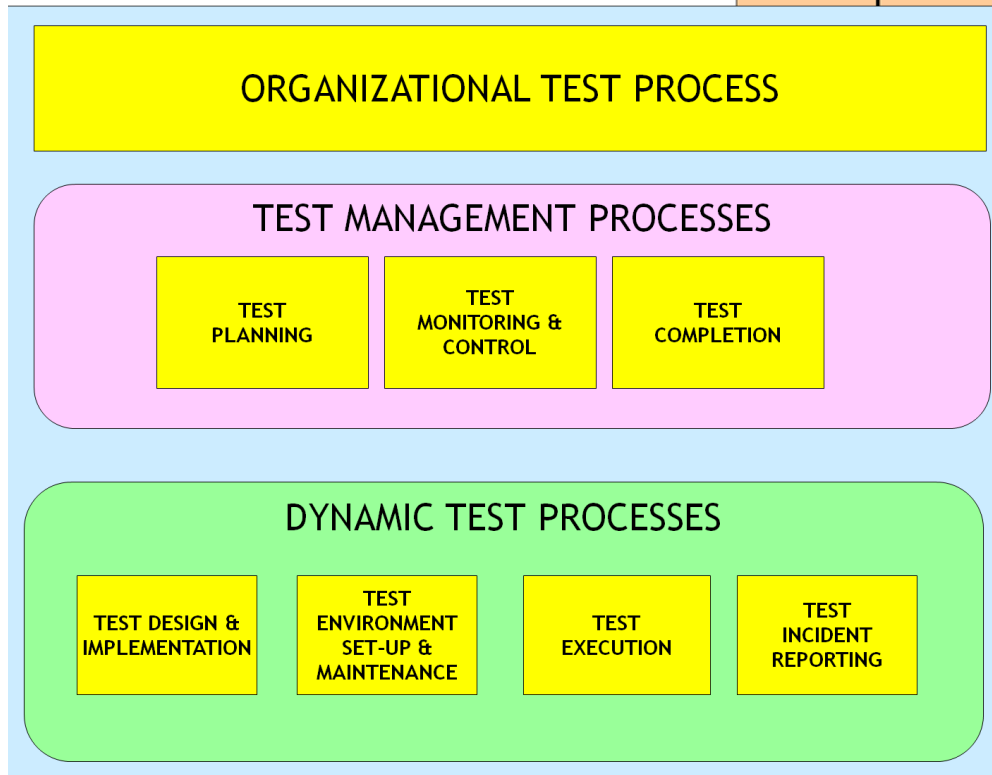 ORGANIZATIONAL TEST PROCESS
TEST MANAGEMENT PROCESSES
TEST
PLANNING
TEST
MONITORING &
CONTROL
TEST
COMPLETION
DYNAMIC TEST PROCESSES
TEST DESIGN &
IMPLEMENTATION
TEST
ENVIRONMENT
SET-UP &
MAINTENANCE
TEST
EXECUTION
TEST
INCIDENT
REPORTING